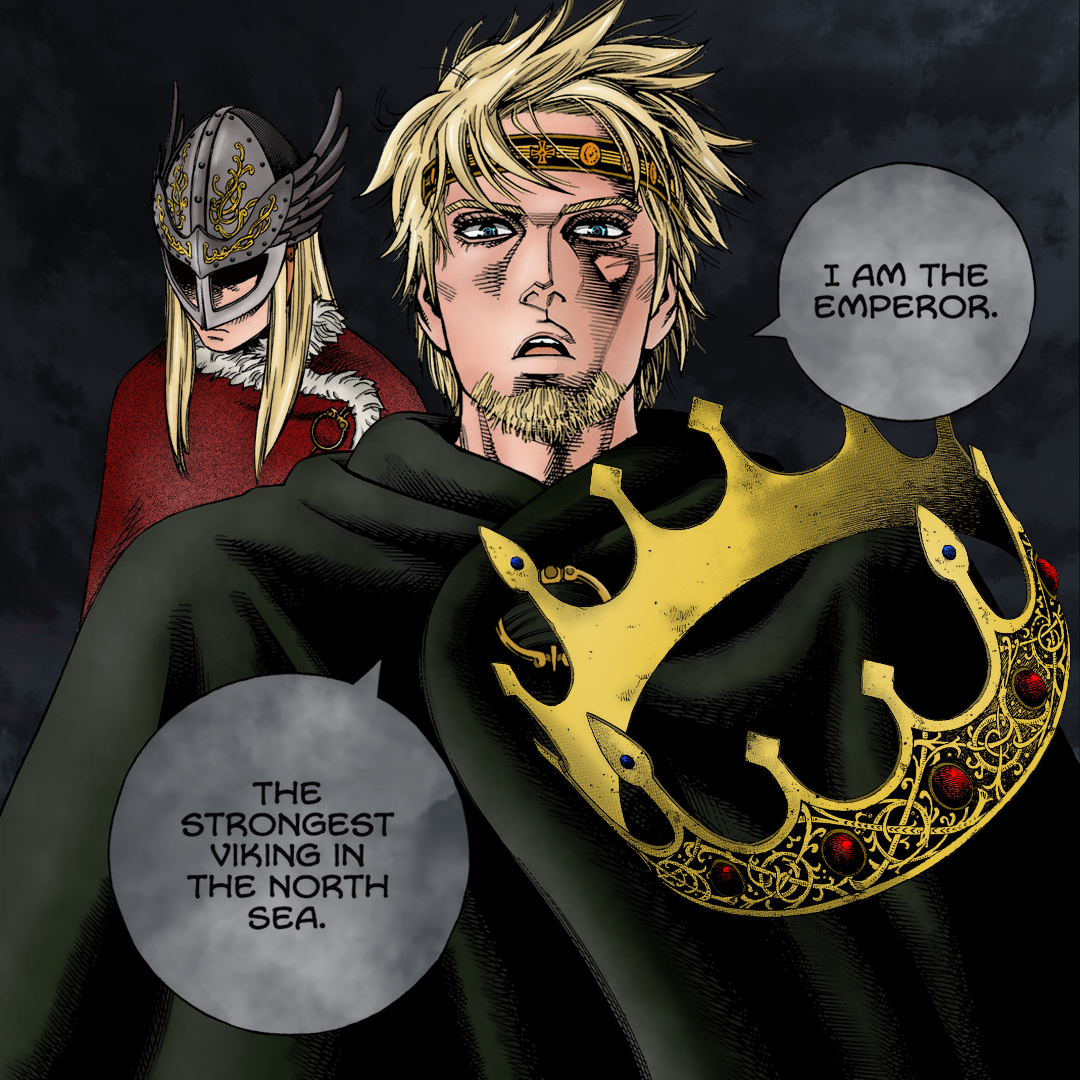 I AM THE
EMPEROR.
THE
STRONGEST
VIKING IN
THE NORTH
SEA.